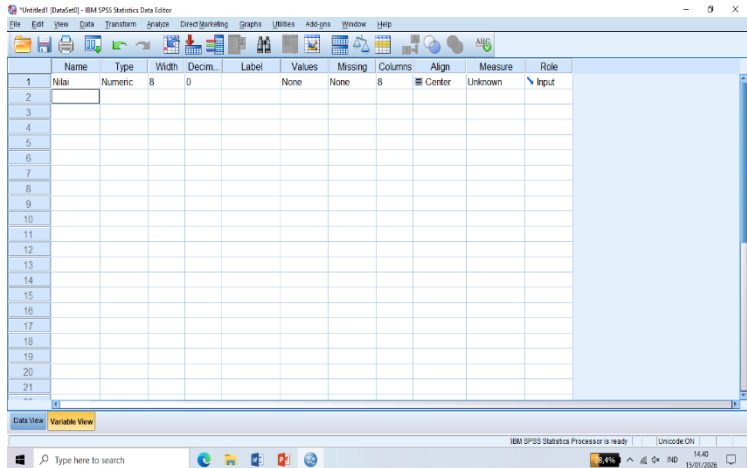 *Untitled1 [DataSet0] - IBM SPSS Statistics Data Editor
File Edit View Data Transform Analyze Direct Marketing Graphs Utilities Add-ons Window Help
Name Type Width Decim... Label Values Missing Columns Align Measure Role
1 Nilai Numeric 8 0 None None 8 Center Unknown Input
2
3
4
5
6
7
8
9
10
11
12
13
14
15
16
17
18
19
20
21
Data View Variable View
IBM SPSS Statistics Processor is ready Unicode:ON
Type here to search
28,4% IND 14.40
15/01/2026